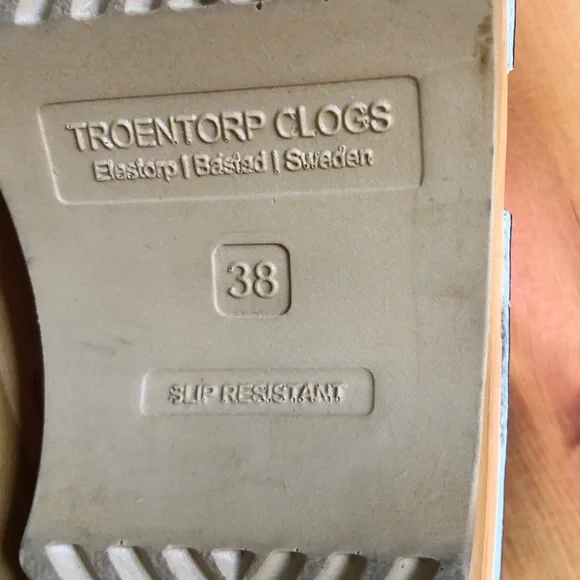 TROENTORP CLOGS
Elestorp | Båstad | Sweden
38
SLIP RESISTANT